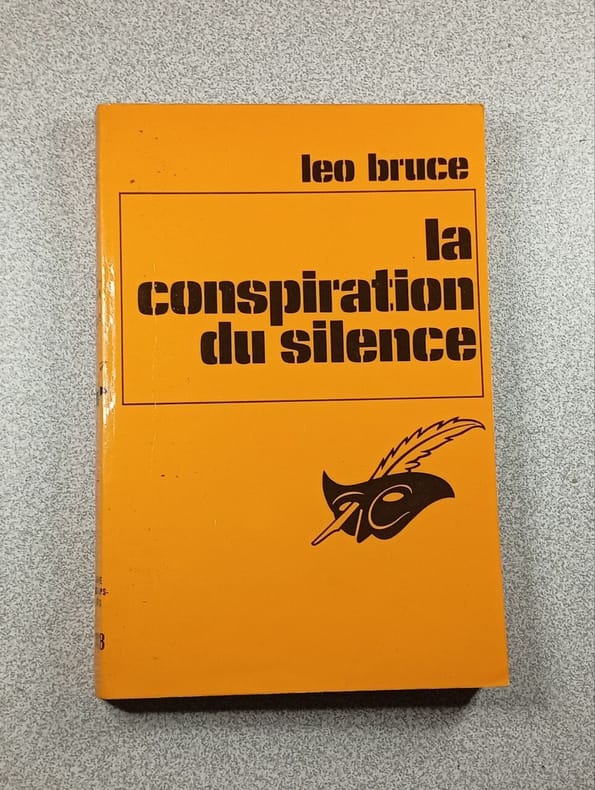 leo bruce
la
conspiration
du silence